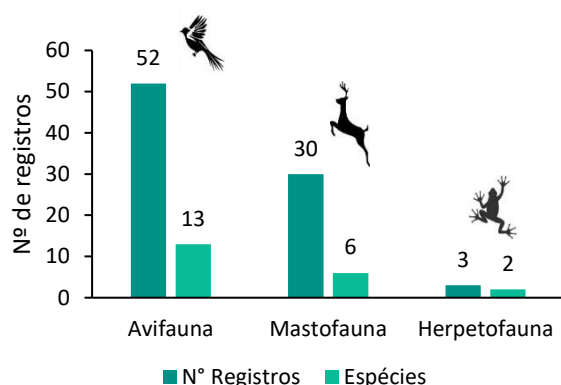 60
50
40
30
20
10
0
Nº de registros
52
13
30
6
3
2
Avifauna
Mastofauna
Herpetofauna
N° Registros
Espécies